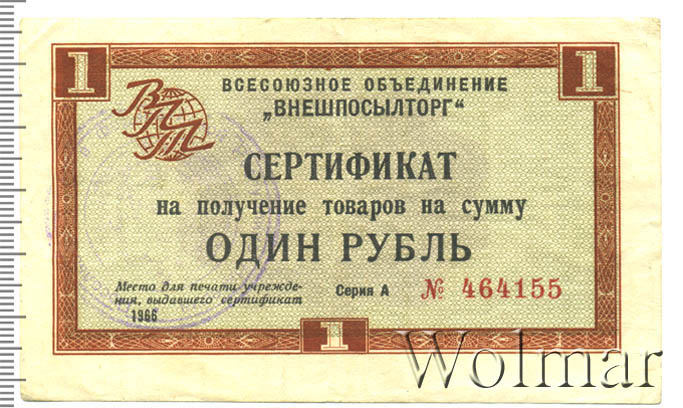 1 1
ВПТ
ВСЕСОЮЗНОЕ ОБЪЕДИНЕНИЕ
„ВНЕШПОСЫЛТОРГ“
СЕРТИФИКАТ
на получение товаров на сумму
ОДИН РУБЛЬ
Место для печати учрежде-
ния, выдавшего сертификат
1966
Серия А № 464155
1
Wolmar